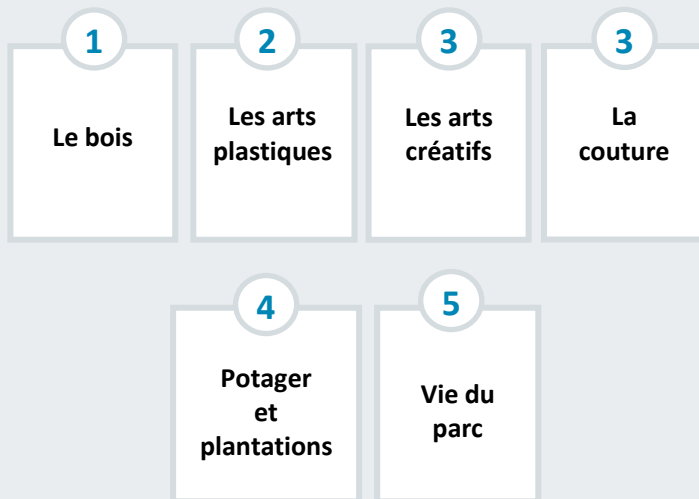 1
Le bois
2
Les arts
plastiques
3
Les arts
créatifs
3
La
couture
4
Potager
et
plantations
5
Vie du
parc